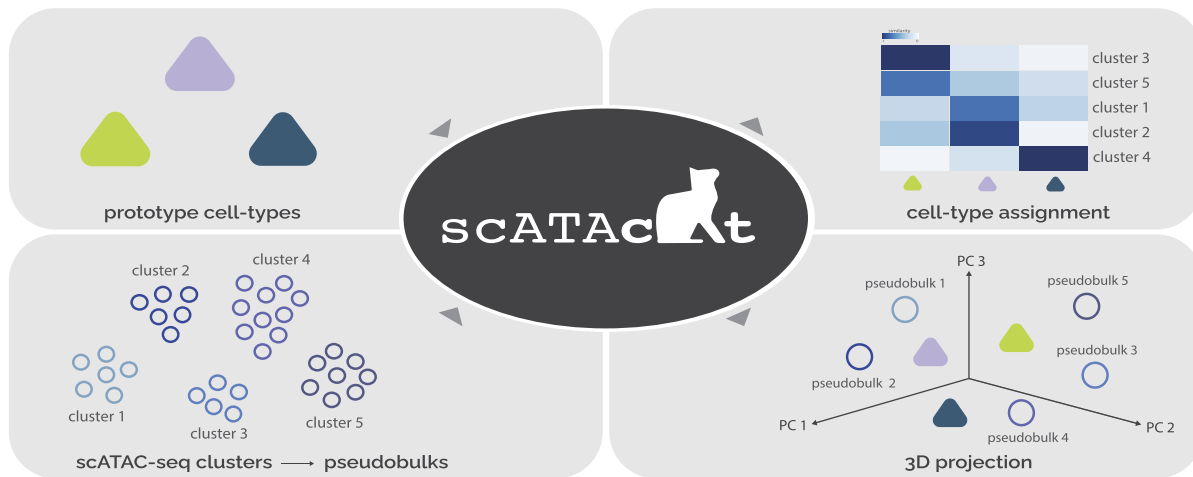 prototype cell-types
similarity
cluster 3
cluster 5
cluster 1
cluster 2
cluster 4
cell-type assignment
scATAcat
cluster 2
cluster 4
cluster 1
cluster 3
cluster 5
scATAC-seq clusters → pseudobulks
PC 3
pseudobulk 1
pseudobulk 5
pseudobulk 3
pseudobulk 2
PC 1
PC 2
pseudobulk 4
3D projection